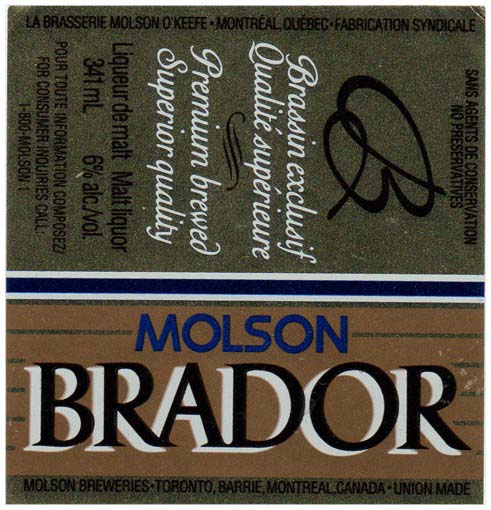 LA BRASSERIE MOLSON O'KEEFE • MONTRÉAL, QUÉBEC • FABRICATION SYNDICALE
SANS AGENTS DE CONSERVATION
NO PRESERVATIVES
B
Brassin exclusif
Qualité supérieure
Premium brewed
Superior quality
Liqueur de malt Malt liquor
341 mL 6% alc./vol.
POUR TOUTE INFORMATION COMPOSEZ/
FOR CONSUMER INQUIRIES CALL:
1-800-MOLSON 1
MOLSON
BRADOR
MOLSON BREWERIES • TORONTO, BARRIE, MONTREAL, CANADA • UNION MADE